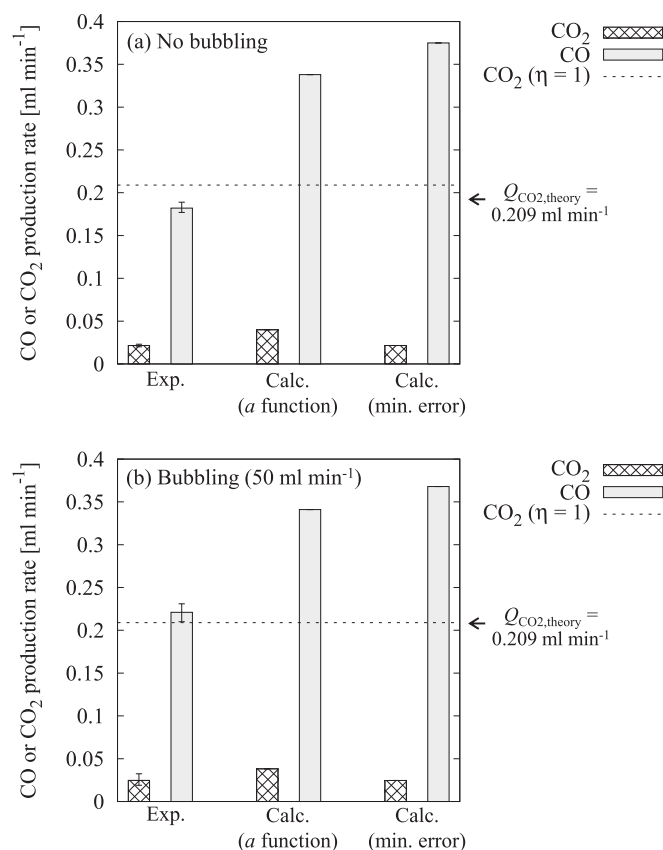 0.4
(a) No bubbling
CO₂
CO
CO₂ (η = 1)
0.35
0.3
0.25
0.2
0.15
0.1
0.05
0
CO or CO₂ production rate [ml min⁻¹]
Q_CO2,theory =
0.209 ml min⁻¹
Exp.
Calc.
(a function)
Calc.
(min. error)
0.4
(b) Bubbling (50 ml min⁻¹)
CO₂
CO
CO₂ (η = 1)
0.35
0.3
0.25
0.2
0.15
0.1
0.05
0
CO or CO₂ production rate [ml min⁻¹]
Q_CO2,theory =
0.209 ml min⁻¹
Exp.
Calc.
(a function)
Calc.
(min. error)